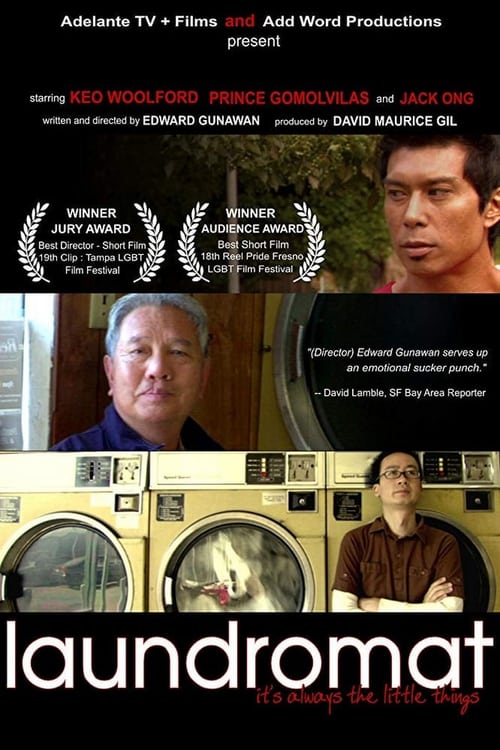 Adelante TV + Films and Add Word Productions
present
starring KEO WOOLFORD PRINCE GOMOLVILAS and JACK ONG
written and directed by EDWARD GUNAWAN produced by DAVID MAURICE GIL
WINNER
JURY AWARD
Best Director - Short Film
19th Clip : Tampa LGBT
Film Festival
WINNER
AUDIENCE AWARD
Best Short Film
18th Reel Pride Fresno
LGBT Film Festival
"(Director) Edward Gunawan serves up
an emotional sucker punch."
-- David Lamble, SF Bay Area Reporter
laundromat
it's always the little things